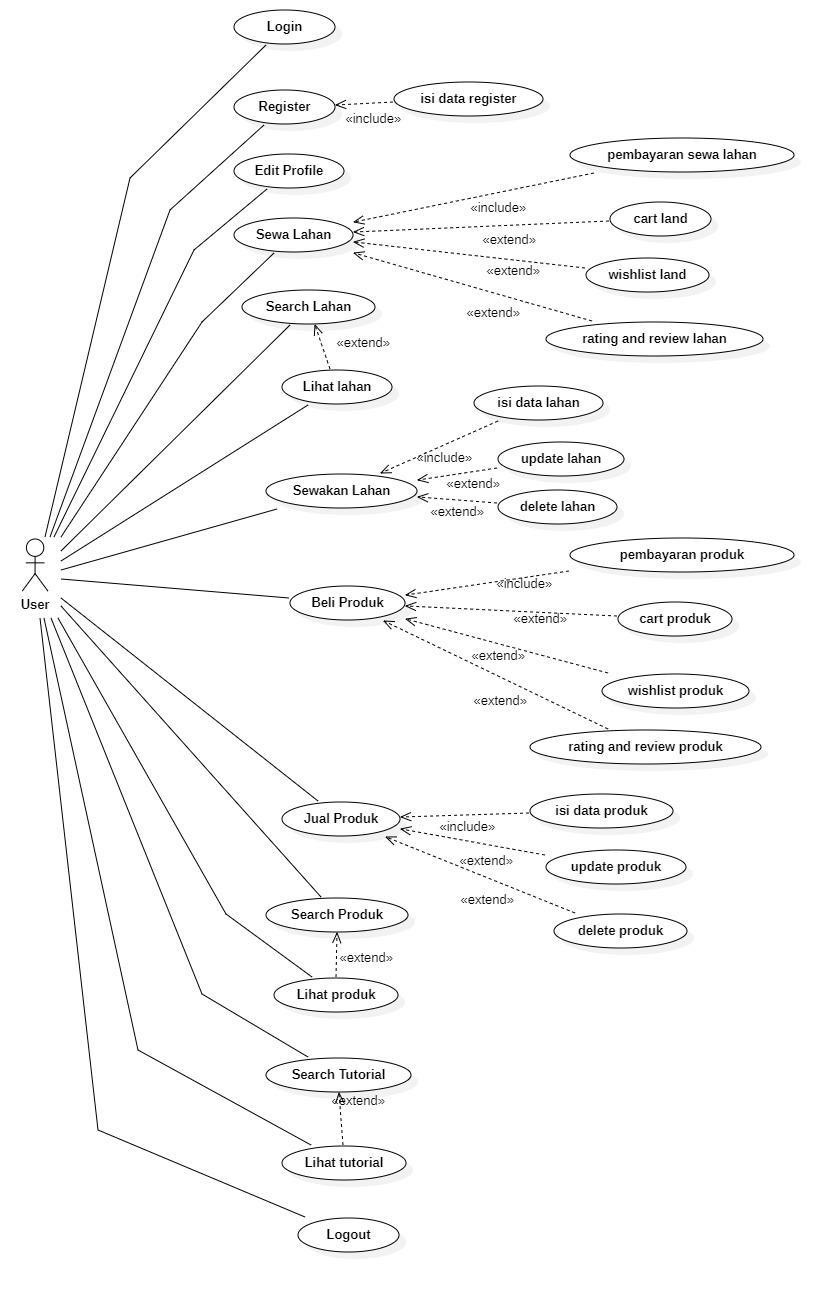 Login
Register
«include»
isi data register
Edit Profile
pembayaran sewa lahan
«include»
cart land
Sewa Lahan
«extend»
wishlist land
«extend»
rating and review lahan
«extend»
Search Lahan
«extend»
Lihat lahan
isi data lahan
«include»
update lahan
Sewakan Lahan
«extend»
delete lahan
«extend»
User
pembayaran produk
«include»
Beli Produk
cart produk
«extend»
wishlist produk
«extend»
rating and review produk
«extend»
isi data produk
Jual Produk
«include»
update produk
«extend»
delete produk
«extend»
Search Produk
«extend»
Lihat produk
Search Tutorial
«extend»
Lihat tutorial
Logout